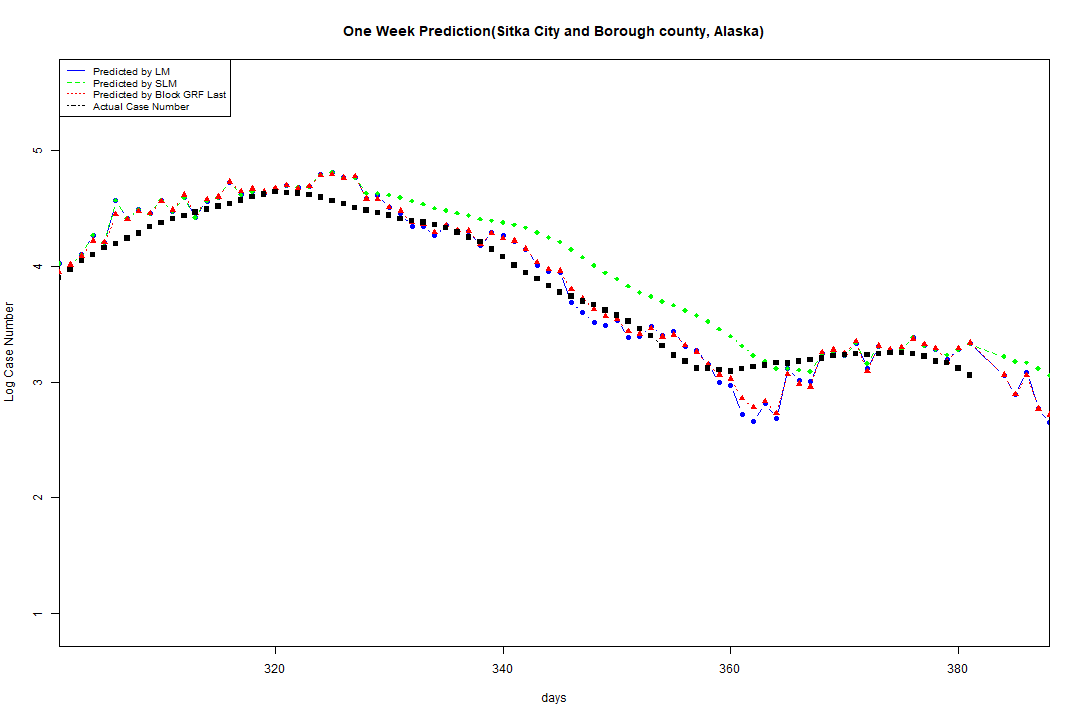 One Week Prediction(Sitka City and Borough county, Alaska)
Predicted by LM
Predicted by SLM
Predicted by Block GRF Last
Actual Case Number
5
4
3
2
1
Log Case Number
320 340 360 380
days